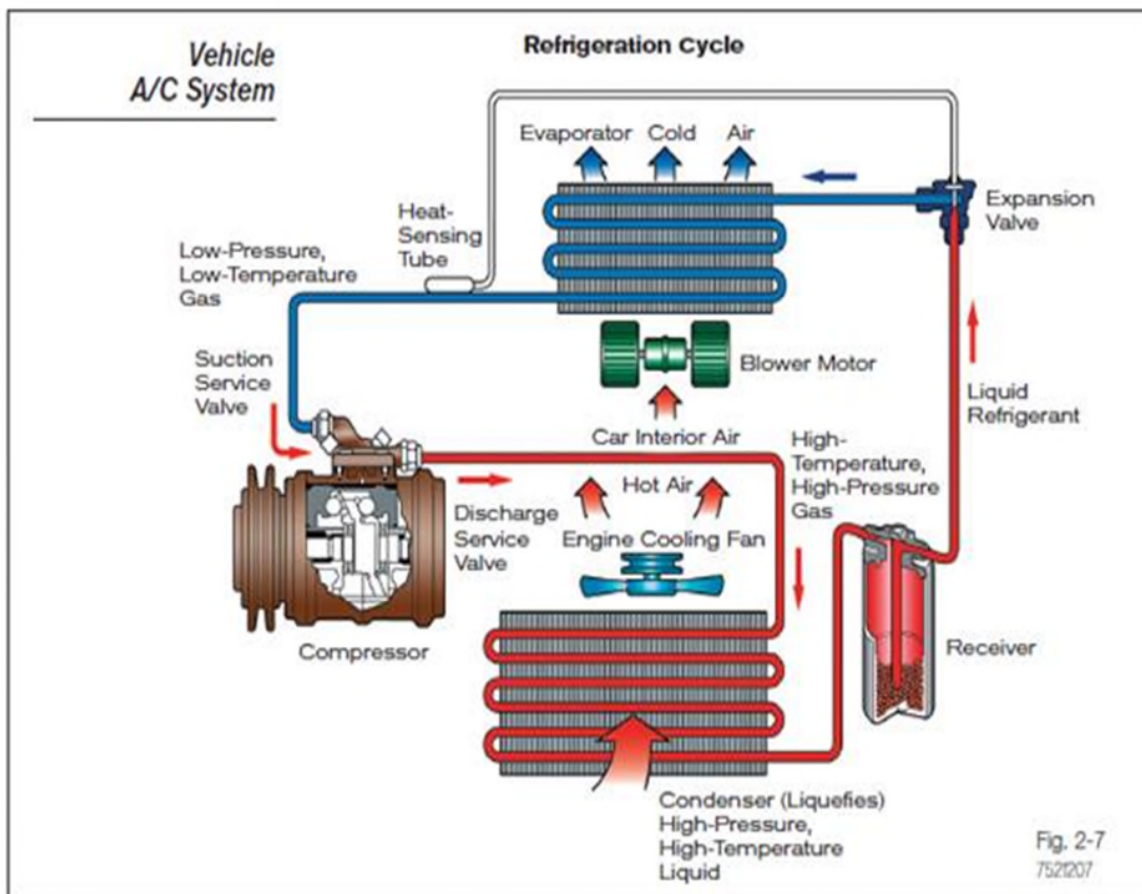 Vehicle
A/C System
Refrigeration Cycle
Evaporator Cold Air
Heat-
Sensing
Tube
Expansion
Valve
Low-Pressure,
Low-Temperature
Gas
Suction
Service
Valve
Blower Motor
Liquid
Refrigerant
Car Interior Air
High-
Temperature,
High-Pressure
Gas
Hot Air
Discharge
Service
Valve
Engine Cooling Fan
Compressor
Receiver
Condenser (Liquefies)
High-Pressure,
High-Temperature
Liquid
Fig. 2-7
7521207